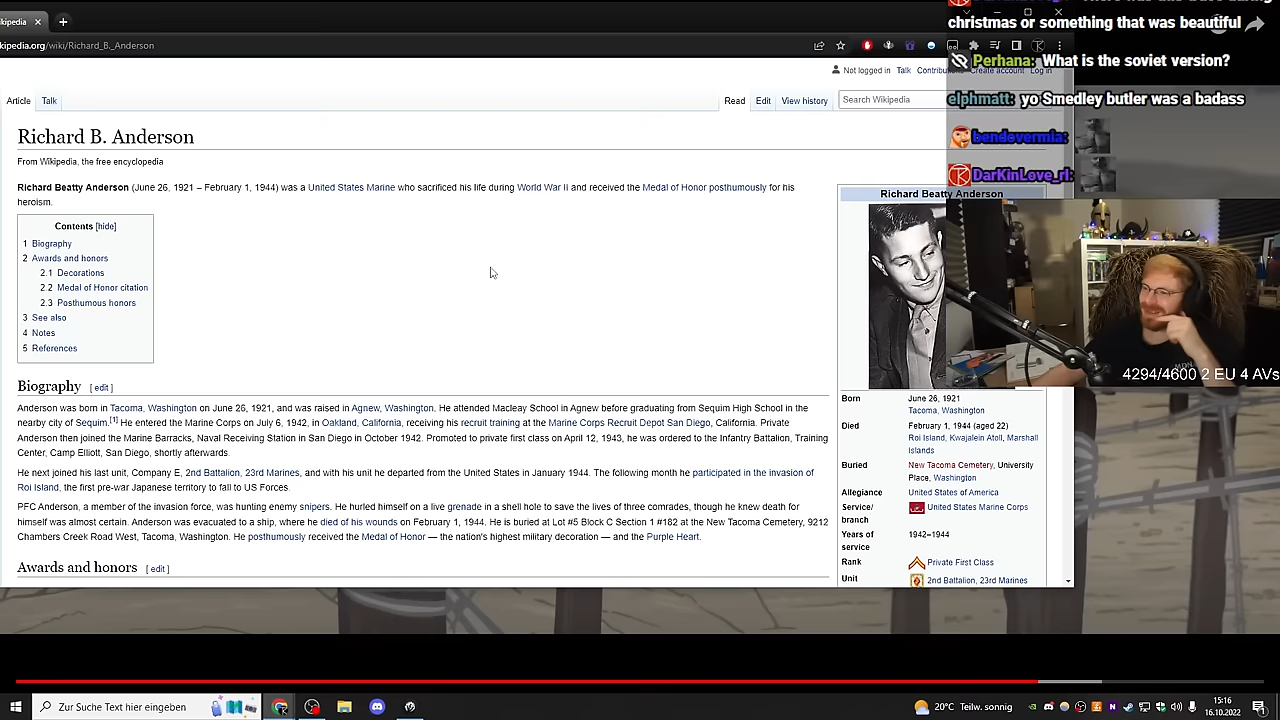 kipedia
kipedia.org/wiki/Richard_B._Anderson
christmas or something that was beautiful
Perhana: What is the soviet version?
elphmatt: yo Smedley butler was a badass
bendovermia:
DarKinLove_rl:
Not logged in Talk Contributions Create account Log in
Article Talk
Read Edit View history Search Wikipedia
Richard B. Anderson
From Wikipedia, the free encyclopedia
Richard Beatty Anderson (June 26, 1921 – February 1, 1944) was a United States Marine who sacrificed his life during World War II and received the Medal of Honor posthumously for his
heroism.
Contents [hide]
1 Biography
2 Awards and honors
2.1 Decorations
2.2 Medal of Honor citation
2.3 Posthumous honors
3 See also
4 Notes
5 References
Biography [ edit ]
Anderson was born in Tacoma, Washington on June 26, 1921, and was raised in Agnew, Washington. He attended Macleay School in Agnew before graduating from Sequim High School in the
nearby city of Sequim.[1] He entered the Marine Corps on July 6, 1942, in Oakland, California, receiving his recruit training at the Marine Corps Recruit Depot San Diego, California. Private
Anderson then joined the Marine Barracks, Naval Receiving Station in San Diego in October 1942. Promoted to private first class on April 12, 1943, he was ordered to the Infantry Battalion, Training
Center, Camp Elliott, San Diego, shortly afterwards.
He next joined his last unit, Company E, 2nd Battalion, 23rd Marines, and with his unit he departed from the United States in January 1944. The following month he participated in the invasion of
Roi Island, the first pre-war Japanese territory to fall to US Forces.
PFC Anderson, a member of the invasion force, was hunting enemy snipers. He hurled himself on a live grenade in a shell hole to save the lives of three comrades, though he knew death for
himself was almost certain. Anderson was evacuated to a ship, where he died of his wounds on February 1, 1944. He is buried at Lot #5 Block C Section 1 #182 at the New Tacoma Cemetery, 9212
Chambers Creek Road West, Tacoma, Washington. He posthumously received the Medal of Honor — the nation's highest military decoration — and the Purple Heart.
Awards and honors [ edit ]
Richard Beatty Anderson
4294/4600 2 EU 4 AVs
Born June 26, 1921
Tacoma, Washington
Died February 1, 1944 (aged 22)
Roi Island, Kwajalein Atoll, Marshall
Islands
Buried New Tacoma Cemetery, University
Place, Washington
Allegiance United States of America
Service/ United States Marine Corps
branch
Years of 1942–1944
service
Rank Private First Class
Unit 2nd Battalion, 23rd Marines
Zur Suche Text hier eingeben
20°C Teilw. sonnig
15:16
16.10.2022